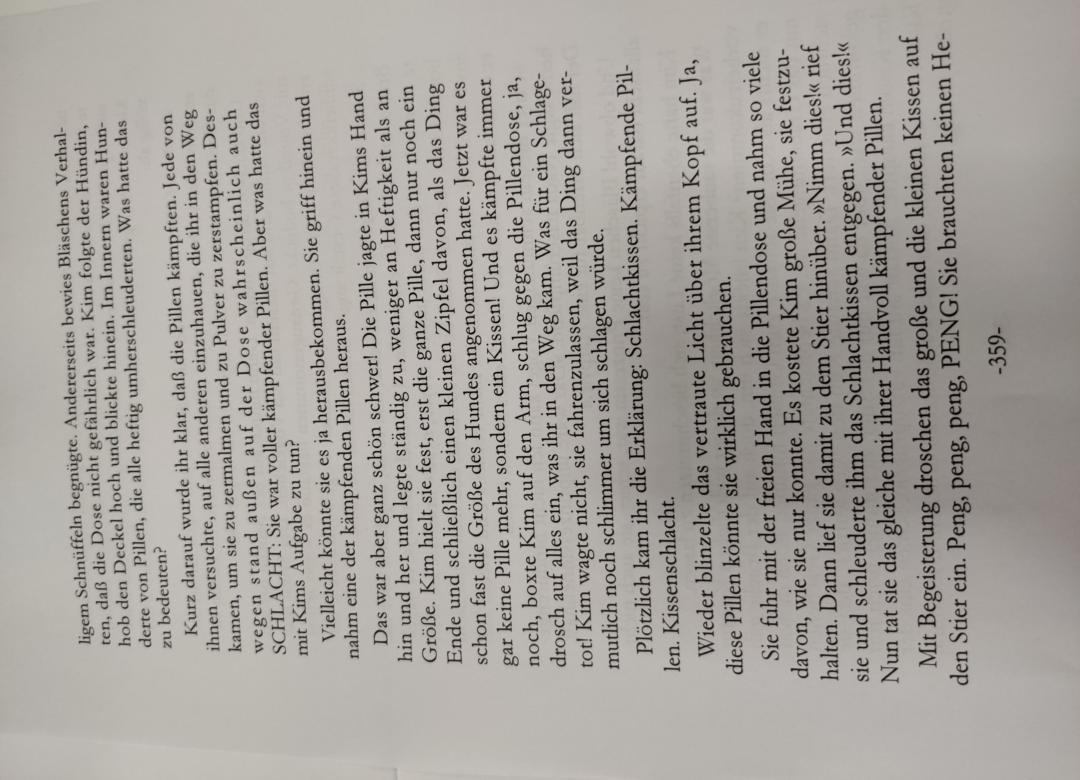 ligem Schnüffeln begnügte. Andererseits bewies Bläschens Verhal-
ten, daß die Dose nicht gefährlich war. Kim folgte der Hündin,
hob den Deckel hoch und blickte hinein. Im Innern waren Hun-
derte von Pillen, die alle heftig umherschleuderten. Was hatte das
zu bedeuten?
Kurz darauf wurde ihr klar, daß die Pillen kämpften. Jede von
ihnen versuchte, auf alle anderen einzuhauen, die ihr in den Weg
kamen, um sie zu zermalmen und zu Pulver zu zerstampfen. Des-
wegen stand außen auf der Dose wahrscheinlich auch
SCHLACHT: Sie war voller kämpfender Pillen. Aber was hatte das
mit Kims Aufgabe zu tun?
Vielleicht könnte sie es ja herausbekommen. Sie griff hinein und
nahm eine der kämpfenden Pillen heraus.
Das war aber ganz schön schwer! Die Pille jagte in Kims Hand
hin und her und legte ständig zu, weniger an Heftigkeit als an
Größe. Kim hielt sie fest, erst die ganze Pille, dann nur noch ein
Ende und schließlich einen kleinen Zipfel davon, als das Ding
schon fast die Größe des Hundes angenommen hatte. Jetzt war es
gar keine Pille mehr, sondern ein Kissen! Und es kämpfte immer
noch, boxte Kim auf den Arm, schlug gegen die Pillendose, ja,
drosch auf alles ein, was ihr in den Weg kam. Was für ein Schlage-
tot! Kim wagte nicht, sie fahrenzulassen, weil das Ding dann ver-
mutlich noch schlimmer um sich schlagen würde.
Plötzlich kam ihr die Erklärung: Schlachtkissen. Kämpfende Pil-
len. Kissenschlacht.
Wieder blinzelte das vertraute Licht über ihrem Kopf auf. Ja,
diese Pillen könnte sie wirklich gebrauchen.
Sie fuhr mit der freien Hand in die Pillendose und nahm so viele
davon, wie sie nur konnte. Es kostete Kim große Mühe, sie festzu-
halten. Dann lief sie damit zu dem Stier hinüber. »Nimm dies!« rief
sie und schleuderte ihm das Schlachtkissen entgegen. »Und dies!«
Nun tat sie das gleiche mit ihrer Handvoll kämpfender Pillen.
Mit Begeisterung droschen das große und die kleinen Kissen auf
den Stier ein. Peng, peng, peng, PENG! Sie brauchten keinen He-
-359-